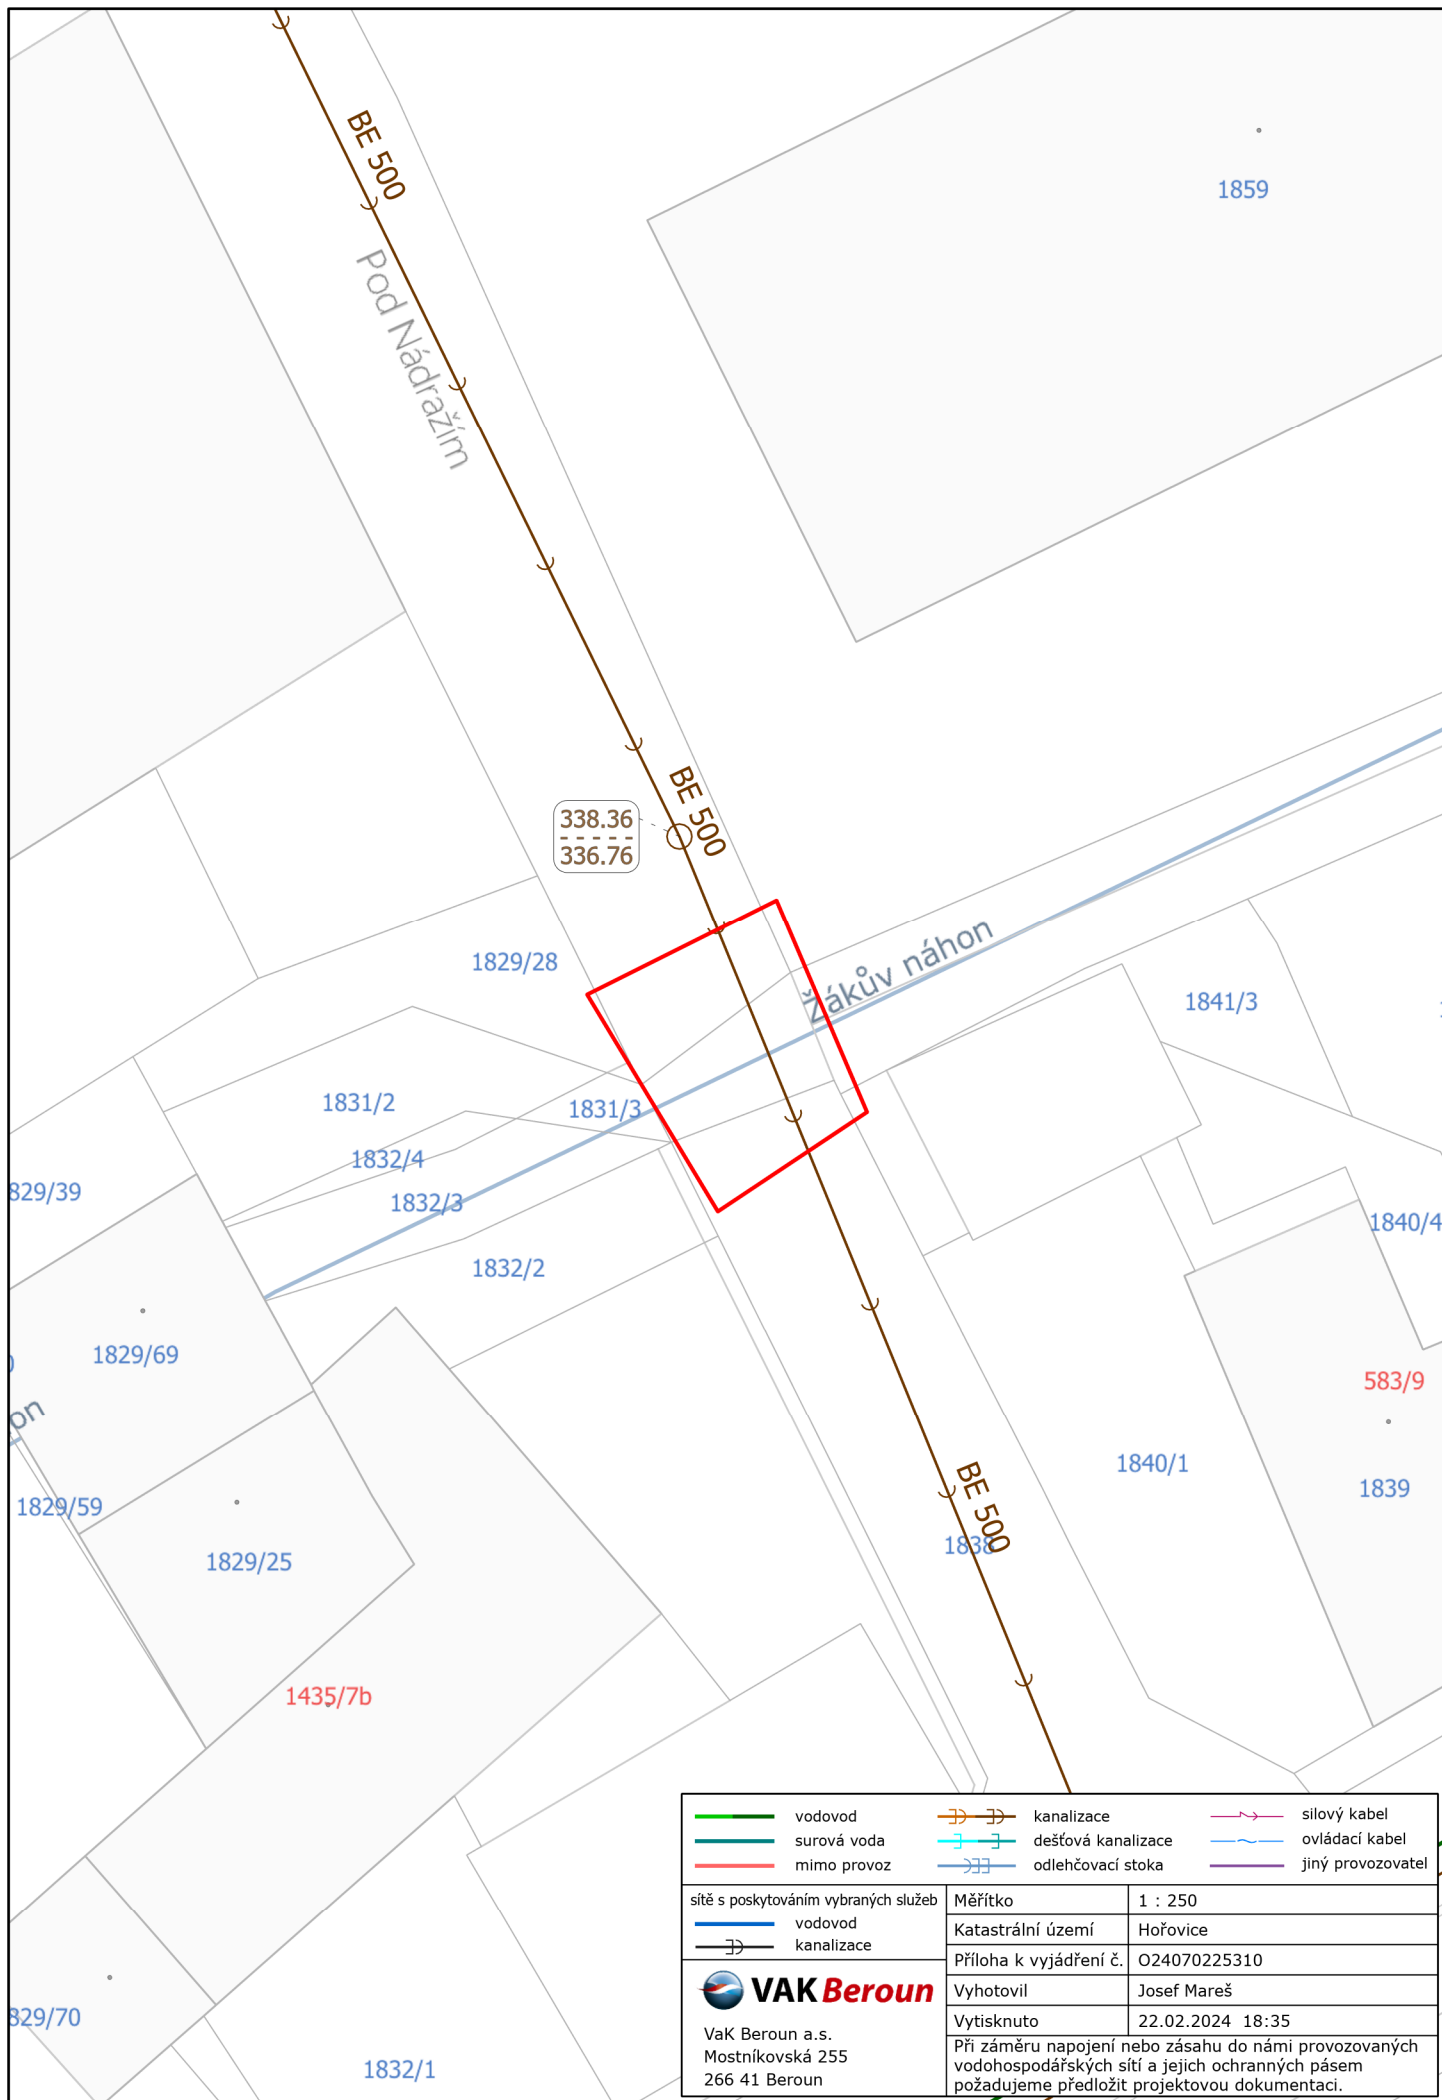 BE 500
1859
Pod Nádražím
BE 500
338.36
336.76
Žákův náhon
1829/28
1841/3
1831/2
1831/3
1832/4
829/39
1832/3
1840/4
1832/2
1829/69
583/9
on
1840/1
BE 500
1839
1829/59
1838
1829/25
1435/7b
829/70
1832/1
vodovod
surová voda
mimo provoz
kanalizace
dešťová kanalizace
odlehčovací stoka
silový kabel
ovládací kabel
jiný provozovatel
sítě s poskytováním vybraných služeb
vodovod
kanalizace
Měřítko 1 : 250
Katastrální území Hořovice
Příloha k vyjádření č. O24070225310
Vyhotovil Josef Mareš
Vytisknuto 22.02.2024 18:35
VAK Beroun
VaK Beroun a.s.
Mostníkovská 255
266 41 Beroun
Při záměru napojení nebo zásahu do námi provozovaných
vodohospodářských sítí a jejich ochranných pásem
požadujeme předložit projektovou dokumentaci.